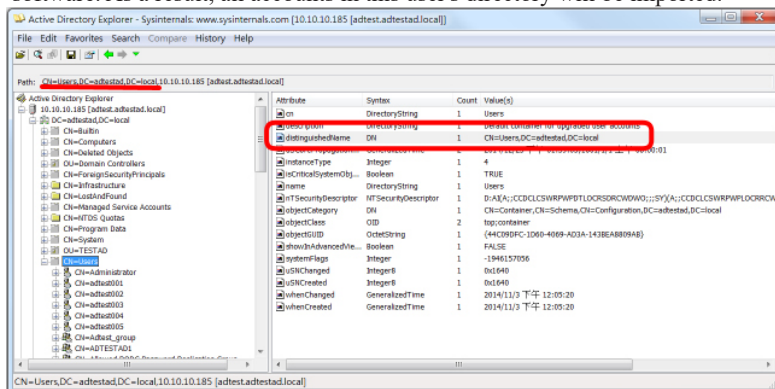 Active Directory Explorer - Sysinternals: www.sysinternals.com [10.10.10.185 [adtest.adtestad.local]]
File Edit Favorites Search Compare History Help
Path: CN=Users,DC=adtestad,DC=local,10.10.10.185 [adtest.adtestad.local]
Active Directory Explorer
10.10.10.185 [adtest.adtestad.local]
DC=adtestad,DC=local
CN=Builtin
CN=Computers
CN=Deleted Objects
OU=Domain Controllers
CN=ForeignSecurityPrincipals
CN=Infrastructure
CN=LostAndFound
CN=Managed Service Accounts
CN=NTDS Quotas
CN=Program Data
CN=System
OU=TESTAD
CN=Users
CN=Administrator
CN=adtest001
CN=adtest002
CN=adtest003
CN=adtest004
CN=adtest005
CN=Adtest_group
CN=ADTESTAD1
Attribute Syntax Count Value(s)
cn DirectoryString 1 Users
description DirectoryString 1 Default container for upgraded user accounts
distinguishedName DN 1 CN=Users,DC=adtestad,DC=local
instanceType Integer 1 4
isCriticalSystemObj... Boolean 1 TRUE
name DirectoryString 1 Users
nTSecurityDescriptor NTSecurityDescriptor 1
objectCategory DN 1 CN=Container,CN=Schema,CN=Configuration,DC=adtestad,DC=local
objectClass OID 2 top;container
objectGUID OctetString 1
showInAdvancedVie... Boolean 1 FALSE
systemFlags Integer 1 -1946157056
uSNChanged Integer8 1 0x1640
uSNCreated Integer8 1 0x1640
whenChanged GeneralizedTime 1 2014/11/3 下午 12:05:20
whenCreated GeneralizedTime 1 2014/11/3 下午 12:05:20
CN=Users,DC=adtestad,DC=local,10.10.10.185 [adtest.adtestad.local]